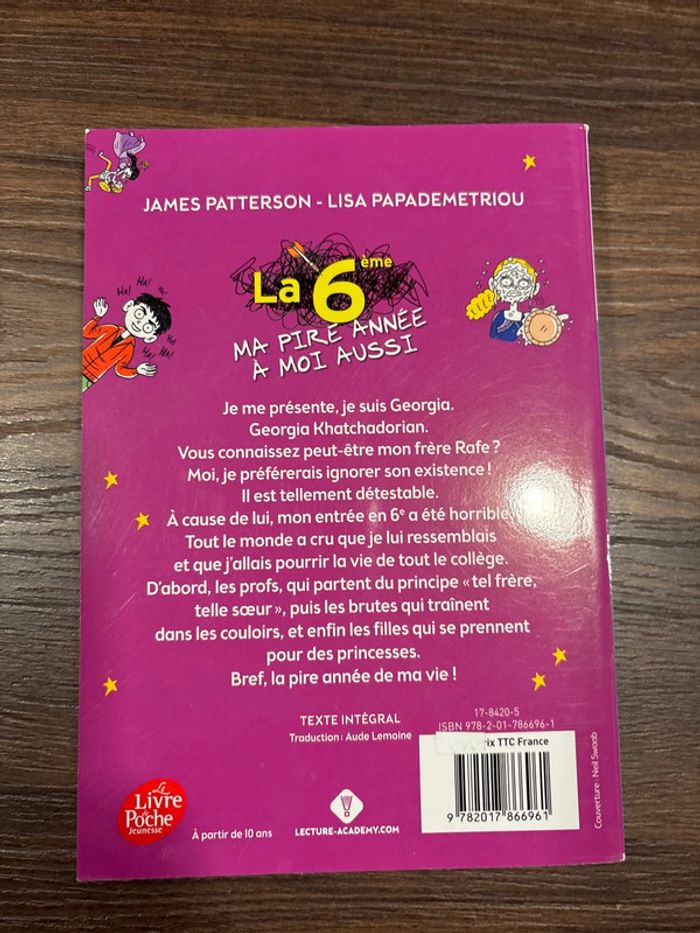 JAMES PATTERSON - LISA PAPADEMETRIOU
La 6ème
MA PIRE ANNÉE
À MOI AUSSI
HA! HA!
HA!
HA!
HA!
Je me présente, je suis Georgia.
Georgia Khatchadorian.
Vous connaissez peut-être mon frère Rafe ?
Moi, je préférerais ignorer son existence !
Il est tellement détestable.
À cause de lui, mon entrée en 6e a été horrible
Tout le monde a cru que je lui ressemblais
et que j'allais pourrir la vie de tout le collège.
D'abord, les profs, qui partent du principe « tel frère,
telle sœur », puis les brutes qui traînent
dans les couloirs, et enfin les filles qui se prennent
pour des princesses.
Bref, la pire année de ma vie !
TEXTE INTÉGRAL
Traduction : Aude Lemoine
17-8420-5
ISBN 978-2-01-786696-1
TTC France
9 782017 866961
Couverture : Neil Swaab
Le
Livre
de
Poche
Jeunesse
À partir de 10 ans
LECTURE-ACADEMY.COM